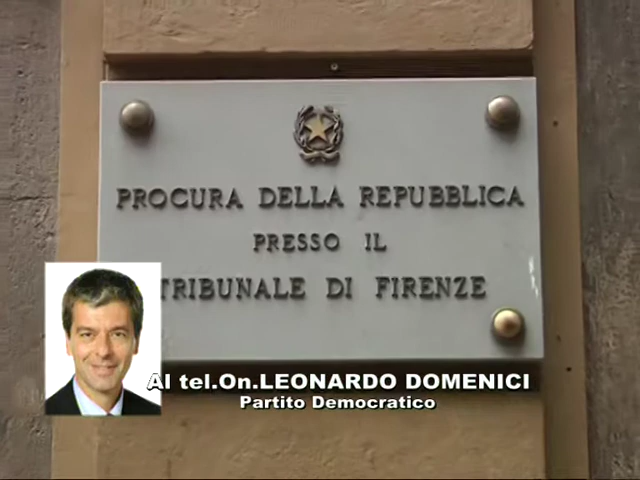 PROCURA DELLA REPUBBLICA
PRESSO IL
TRIBUNALE DI FIRENZE
Al tel.On.LEONARDO DOMENICI
Partito Democratico